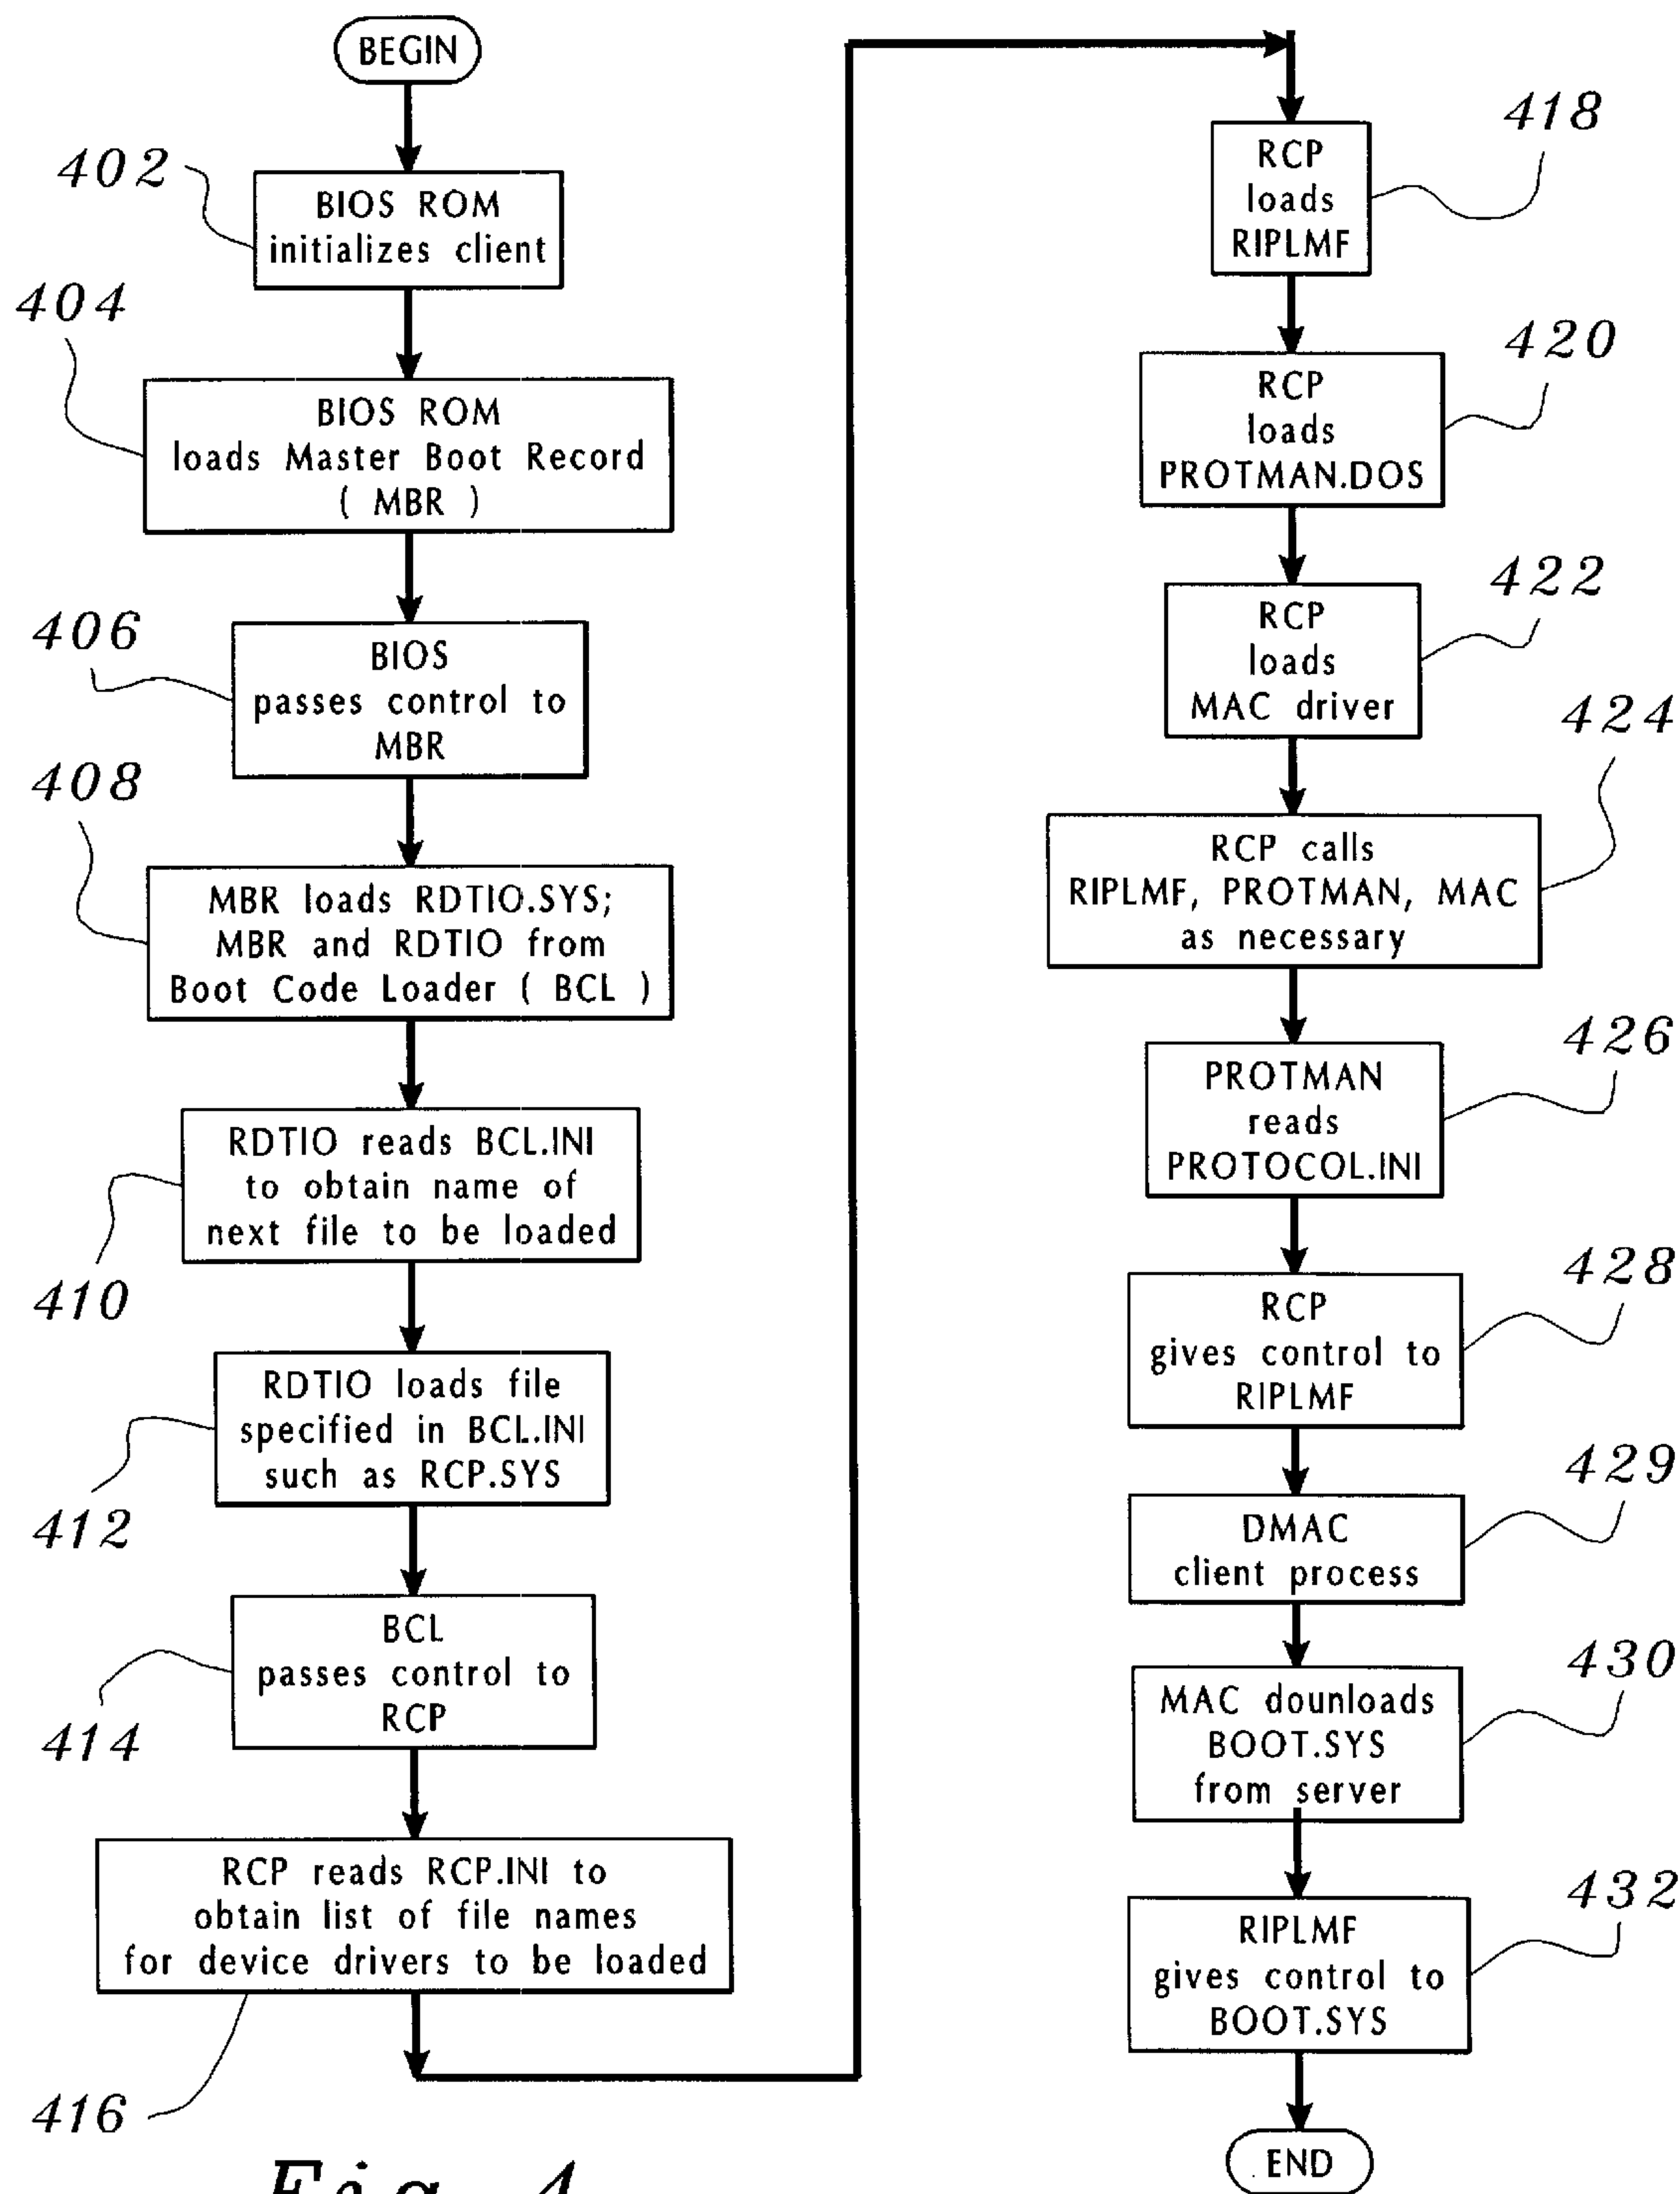 BEGIN
402
BIOS ROM
initializes client
404
BIOS ROM
loads Master Boot Record
( MBR )
406
BIOS
passes control to
MBR
408
MBR loads RDTIO.SYS;
MBR and RDTIO from
Boot Code Loader ( BCL )
RDTIO reads BCL.INI
to obtain name of
next file to be loaded
410
RDTIO loads file
specified in BCL.INI
such as RCP.SYS
412
BCL
passes control to
RCP
414
RCP reads RCP.INI to
obtain list of file names
for device drivers to be loaded
416
418
RCP
loads
RIPLMF
420
RCP
loads
PROTMAN.DOS
422
RCP
loads
MAC driver
424
RCP calls
RIPLMF, PROTMAN, MAC
as necessary
426
PROTMAN
reads
PROTOCOL.INI
428
RCP
gives control to
RIPLMF
429
DMAC
client process
430
MAC dounloads
BOOT.SYS
from server
432
RIPLMF
gives control to
BOOT.SYS
END
Fig. 4